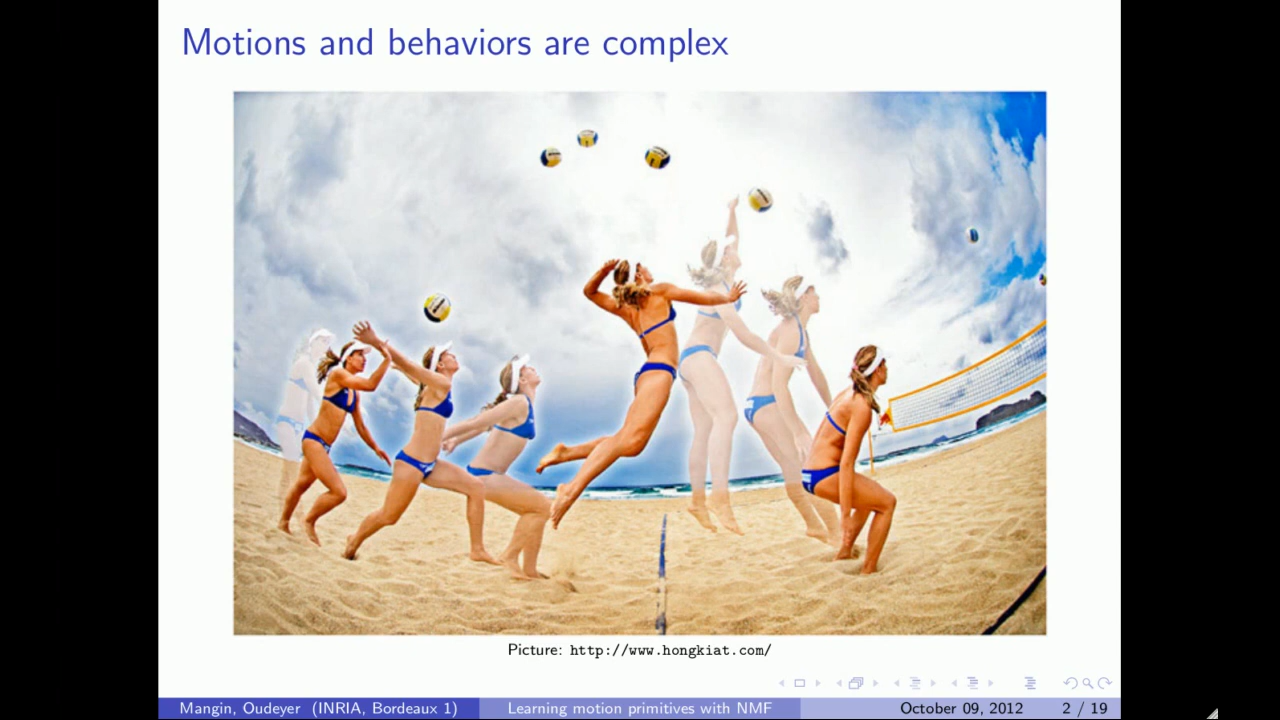 Motions and behaviors are complex
Picture: http://www.hongkiat.com/
Mangin, Oudeyer (INRIA, Bordeaux 1) Learning motion primitives with NMF October 09, 2012 2 / 19